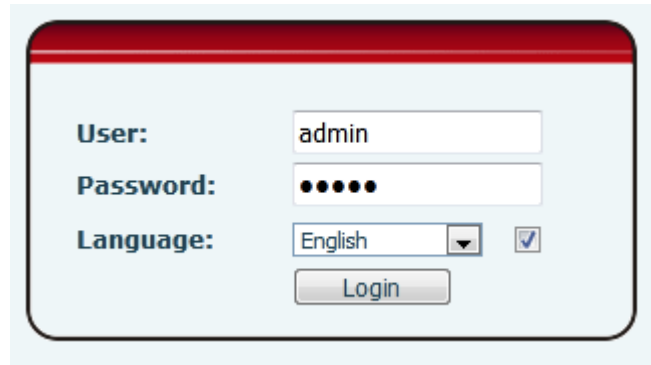 User: admin
Password: •••••
Language: English
Login